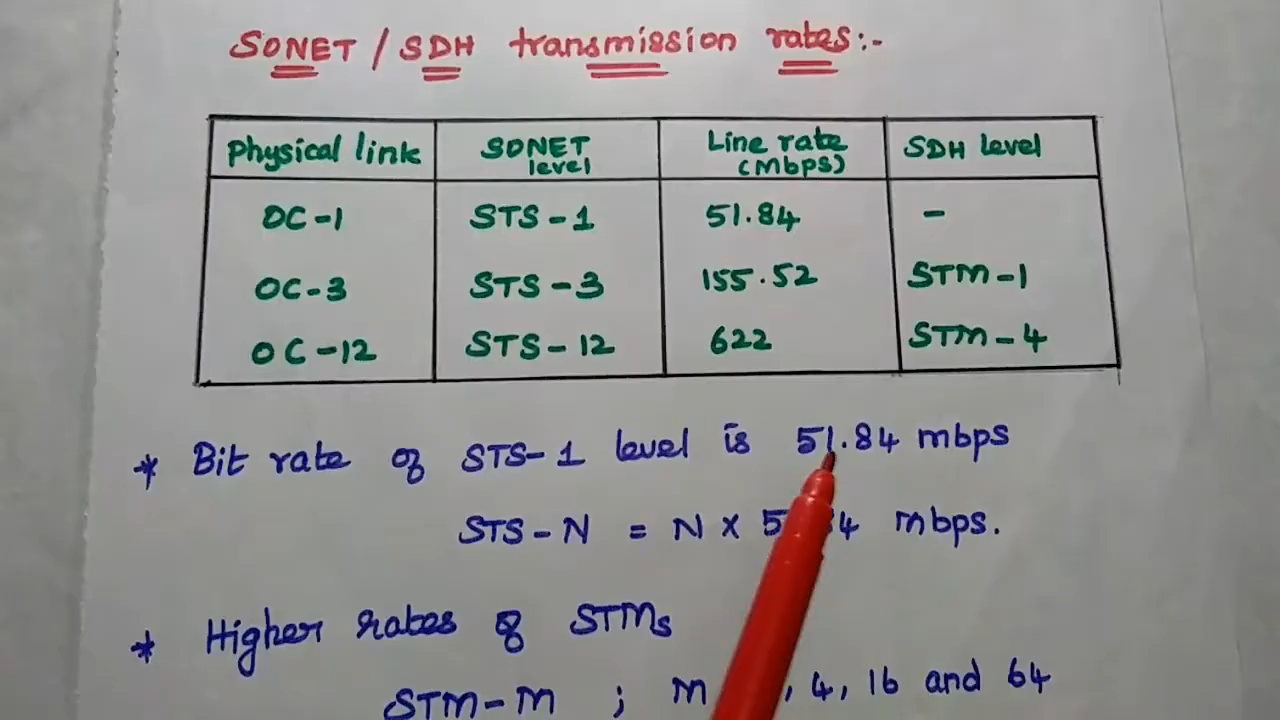 SONET / SDH transmission rates:-
Physical link SONET level Line rate (Mbps) SDH level
OC-1 STS-1 51.84 -
OC-3 STS-3 155.52 STM-1
OC-12 STS-12 622 STM-4
* Bit rate of STS-1 level is 51.84 mbps
STS-N = N X 5 4 mbps.
* Higher rates of STMs
STM-M ; M , 4, 16 and 64